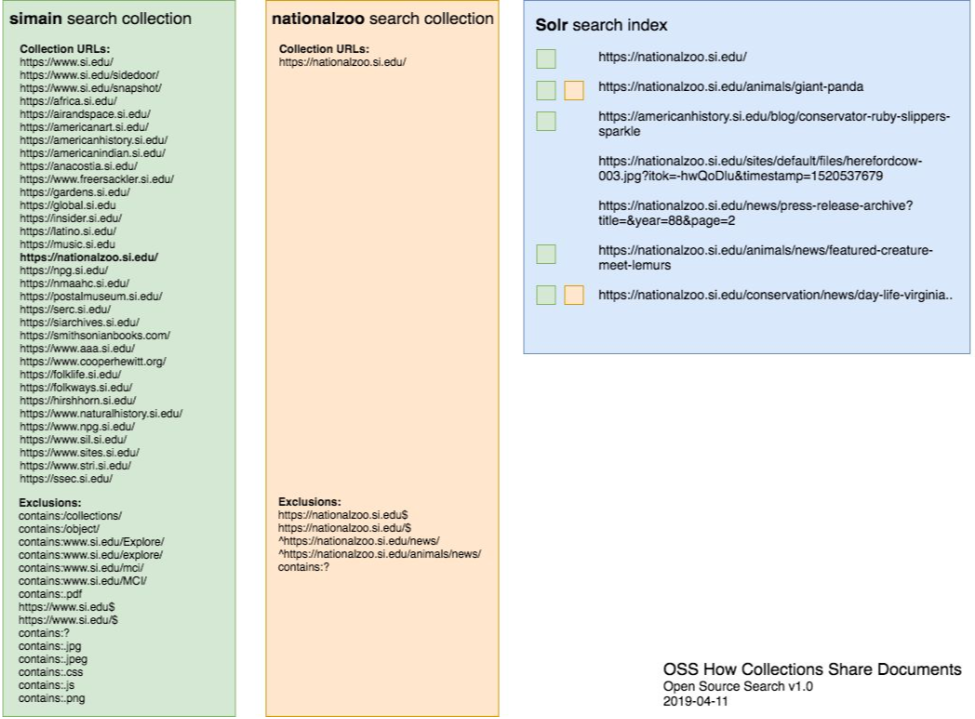 simain search collection
Collection URLs:
https://www.si.edu/
https://www.si.edu/sidedoor/
https://www.si.edu/snapshot/
https://africa.si.edu/
https://airandspace.si.edu/
https://americanart.si.edu/
https://americanhistory.si.edu/
https://americanindian.si.edu/
https://anacostia.si.edu/
https://www.freersackler.si.edu/
https://gardens.si.edu/
https://global.si.edu
https://insider.si.edu/
https://latino.si.edu/
https://music.si.edu
https://nationalzoo.si.edu/
https://npg.si.edu/
https://nmaahc.si.edu/
https://postalmuseum.si.edu/
https://serc.si.edu/
https://siarchives.si.edu/
https://smithsonianbooks.com/
https://www.aaa.si.edu/
https://www.cooperhewitt.org/
https://folklife.si.edu/
https://folkways.si.edu/
https://hirshhorn.si.edu/
https://www.naturalhistory.si.edu/
https://www.npg.si.edu/
https://www.sil.si.edu/
https://www.sites.si.edu/
https://www.stri.si.edu/
https://ssec.si.edu/
Exclusions:
contains:/collections/
contains:/object/
contains:www.si.edu/Explore/
contains:www.si.edu/explore/
contains:www.si.edu/mci/
contains:www.si.edu/MCI/
contains:.pdf
https://www.si.edu$
https://www.si.edu/$
contains:?
contains:.jpg
contains:.jpeg
contains:.css
contains:.js
contains:.png
nationalzoo search collection
Collection URLs:
https://nationalzoo.si.edu/
Exclusions:
https://nationalzoo.si.edu$
https://nationalzoo.si.edu/$
^https://nationalzoo.si.edu/news/
^https://nationalzoo.si.edu/animals/news/
contains:?
Solr search index
https://nationalzoo.si.edu/
https://nationalzoo.si.edu/animals/giant-panda
https://americanhistory.si.edu/blog/conservator-ruby-slippers-
sparkle
https://nationalzoo.si.edu/sites/default/files/herefordcow-
003.jpg?itok=-hwQoDlu&timestamp=1520537679
https://nationalzoo.si.edu/news/press-release-archive?
title=&year=88&page=2
https://nationalzoo.si.edu/animals/news/featured-creature-
meet-lemurs
https://nationalzoo.si.edu/conservation/news/day-life-virginia..
OSS How Collections Share Documents
Open Source Search v1.0
2019-04-11